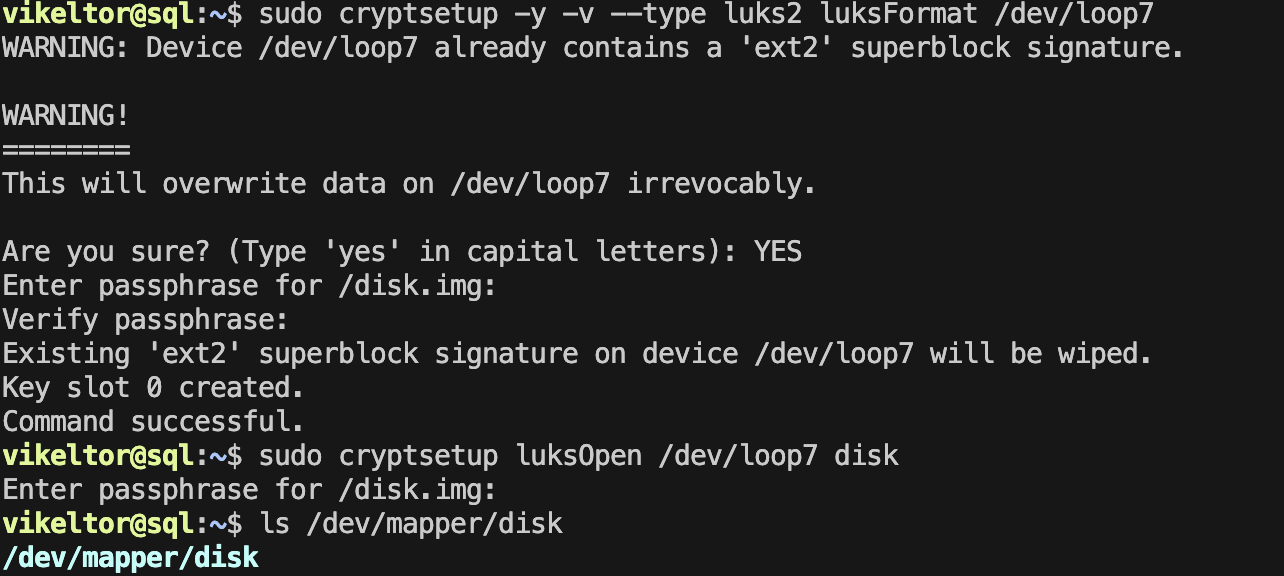 vikeltor@sql:~$ sudo cryptsetup -y -v --type luks2 luksFormat /dev/loop7
WARNING: Device /dev/loop7 already contains a 'ext2' superblock signature.
WARNING!
========
This will overwrite data on /dev/loop7 irrevocably.
Are you sure? (Type 'yes' in capital letters): YES
Enter passphrase for /disk.img:
Verify passphrase:
Existing 'ext2' superblock signature on device /dev/loop7 will be wiped.
Key slot 0 created.
Command successful.
vikeltor@sql:~$ sudo cryptsetup luksOpen /dev/loop7 disk
Enter passphrase for /disk.img:
vikeltor@sql:~$ ls /dev/mapper/disk
/dev/mapper/disk